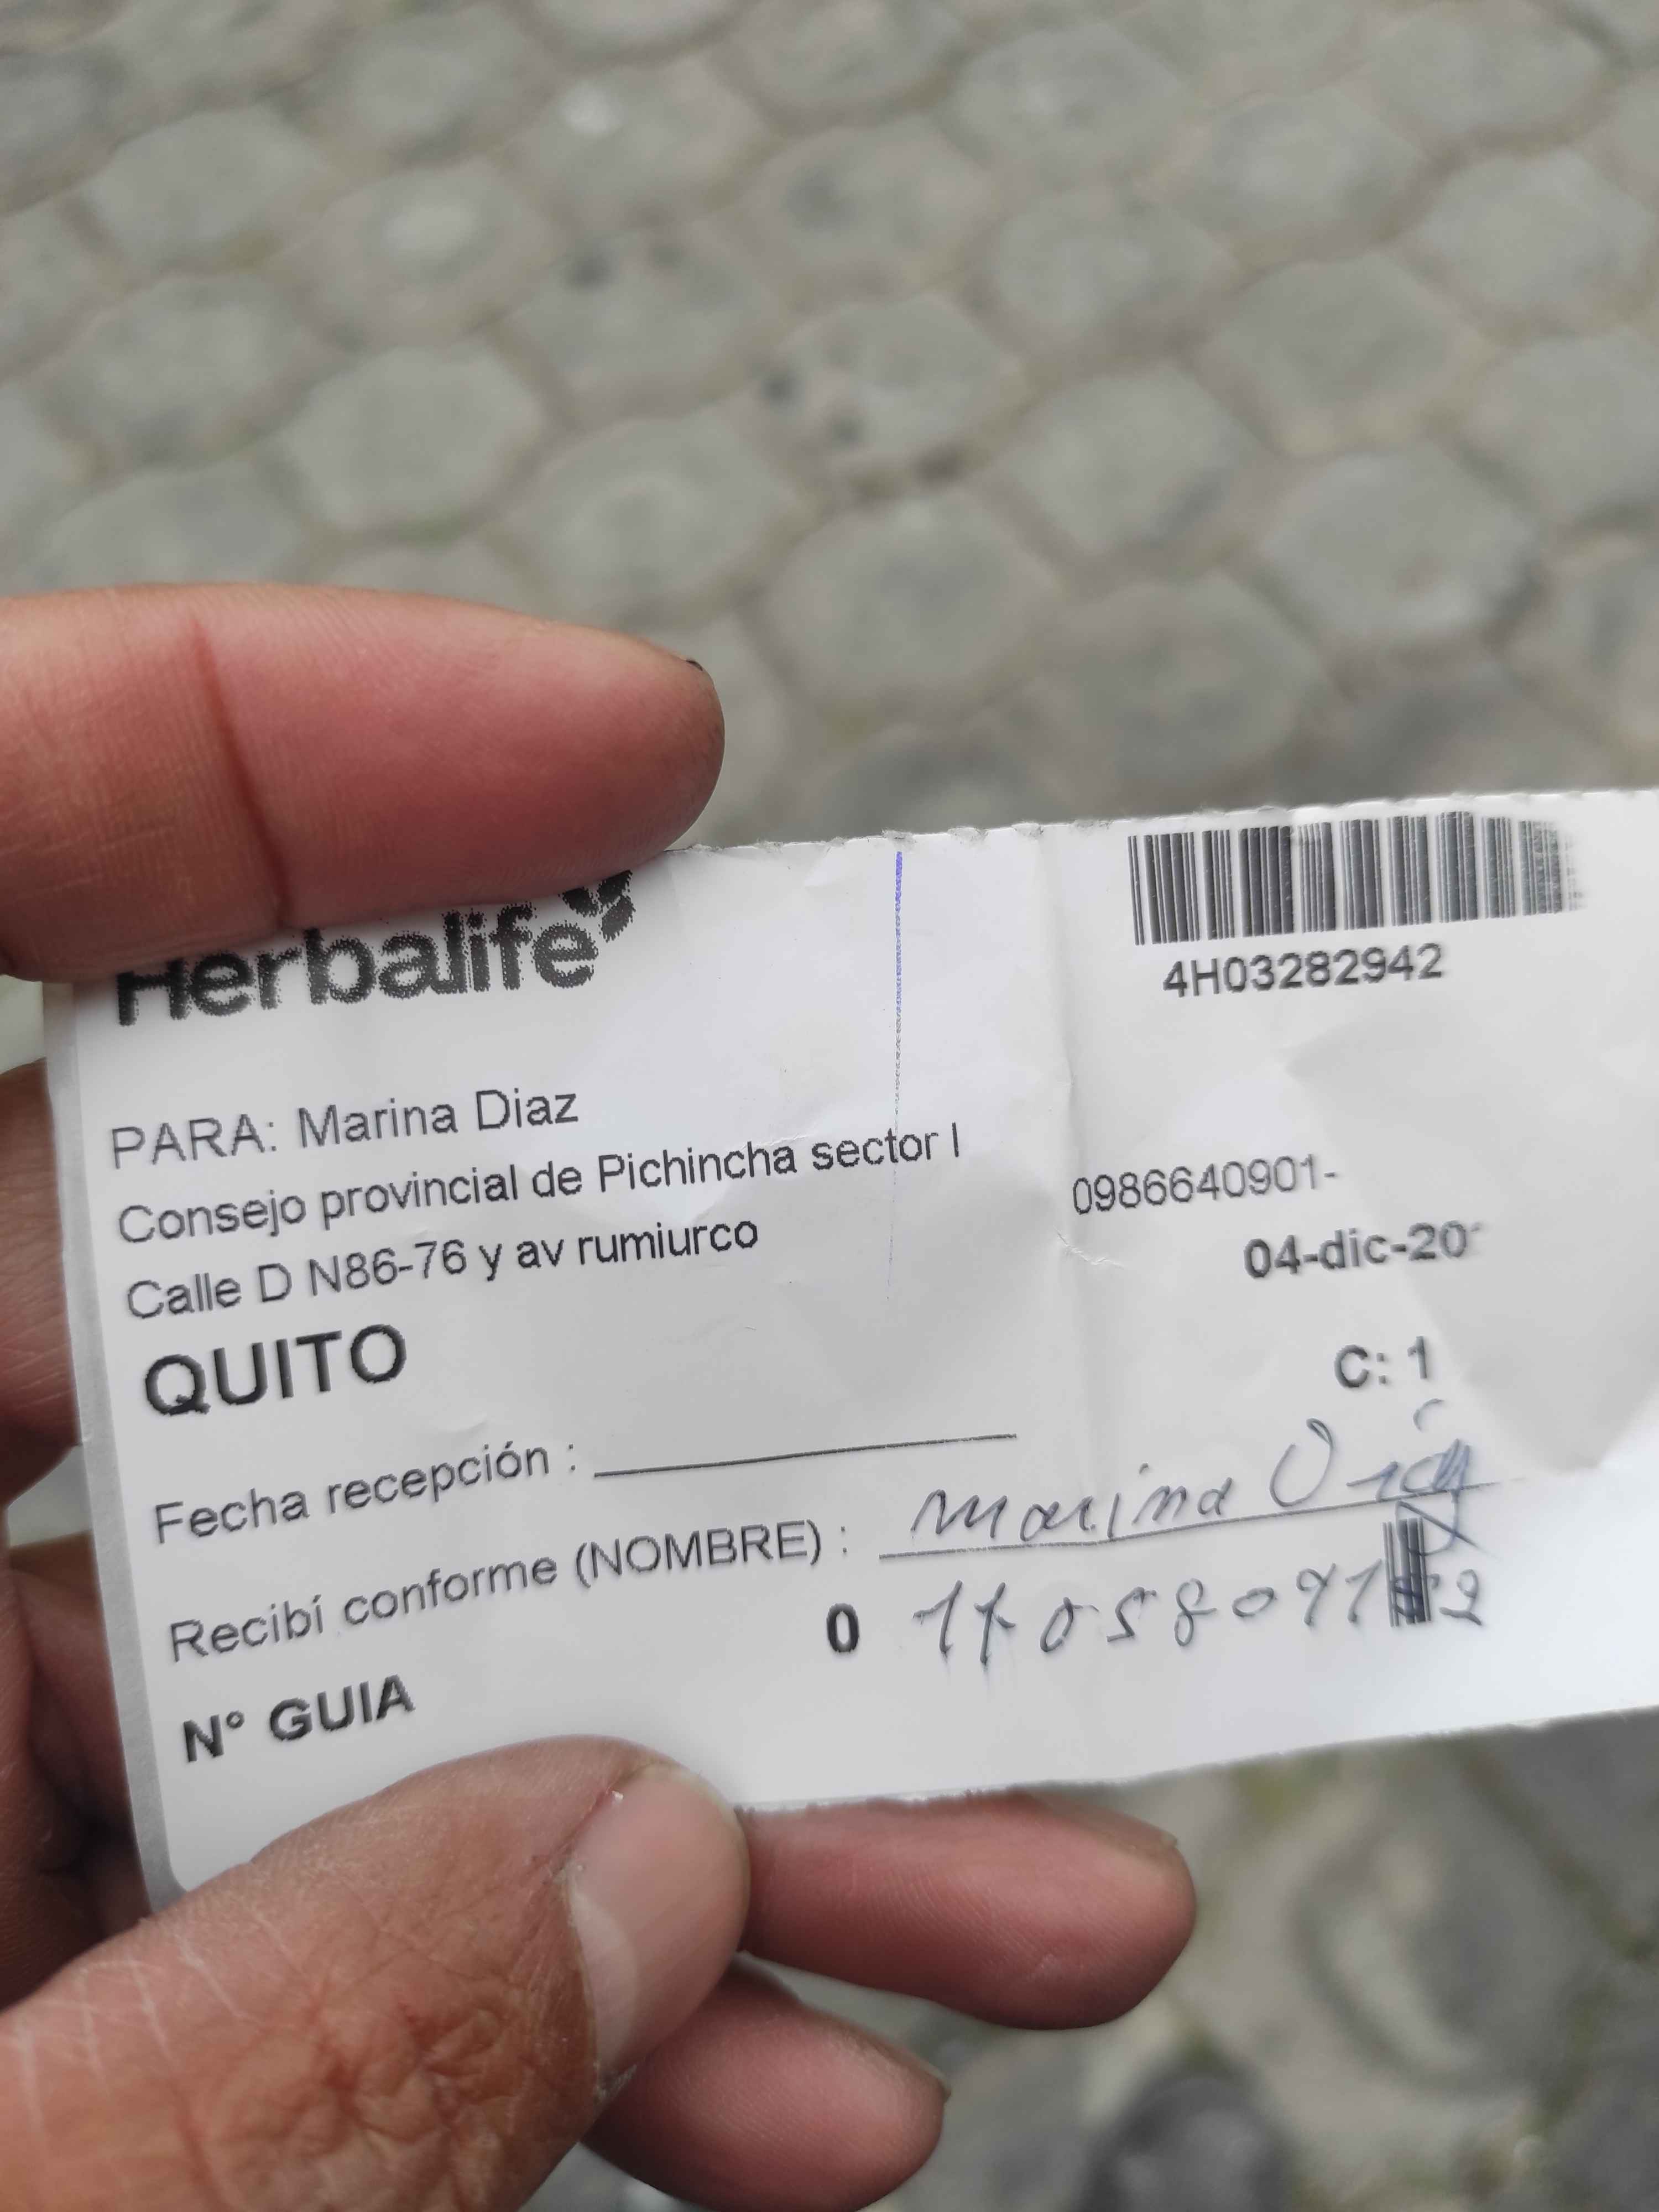 Herbalife
4H03282942
PARA: Marina Diaz
Consejo provincial de Pichincha sector I
0986640901-
Calle D N86-76 y av rumiurco
04-dic-20
QUITO
C: 1
Fecha recepción :
Recibí conforme (NOMBRE) : Marina
N° GUIA
0